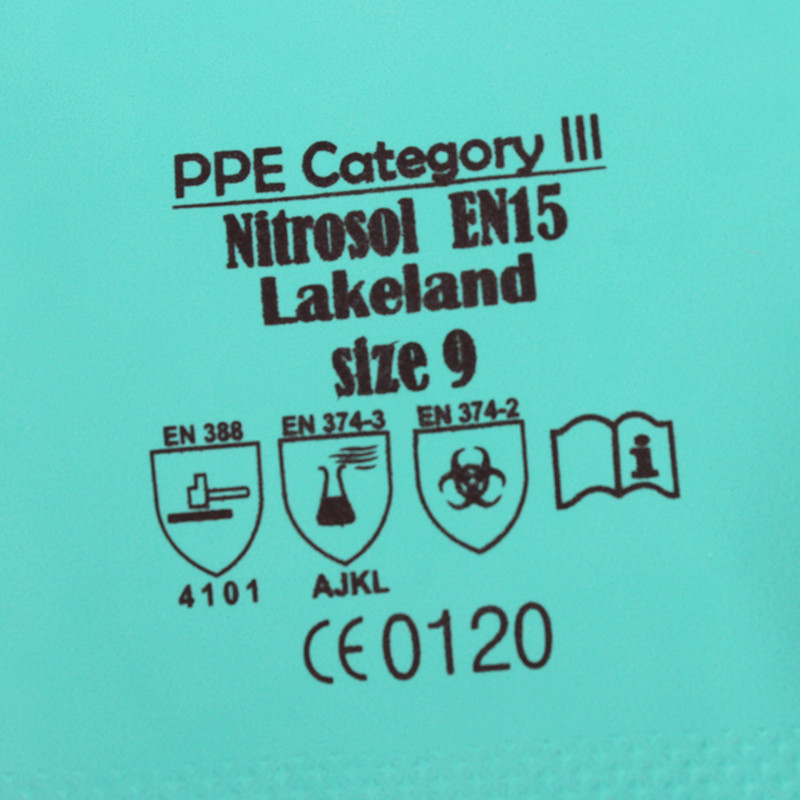 PPE Category III
Nitrosol EN15
Lakeland
size 9
EN 388 EN 374-3 EN 374-2
i
4101 AJKL
CE 0120